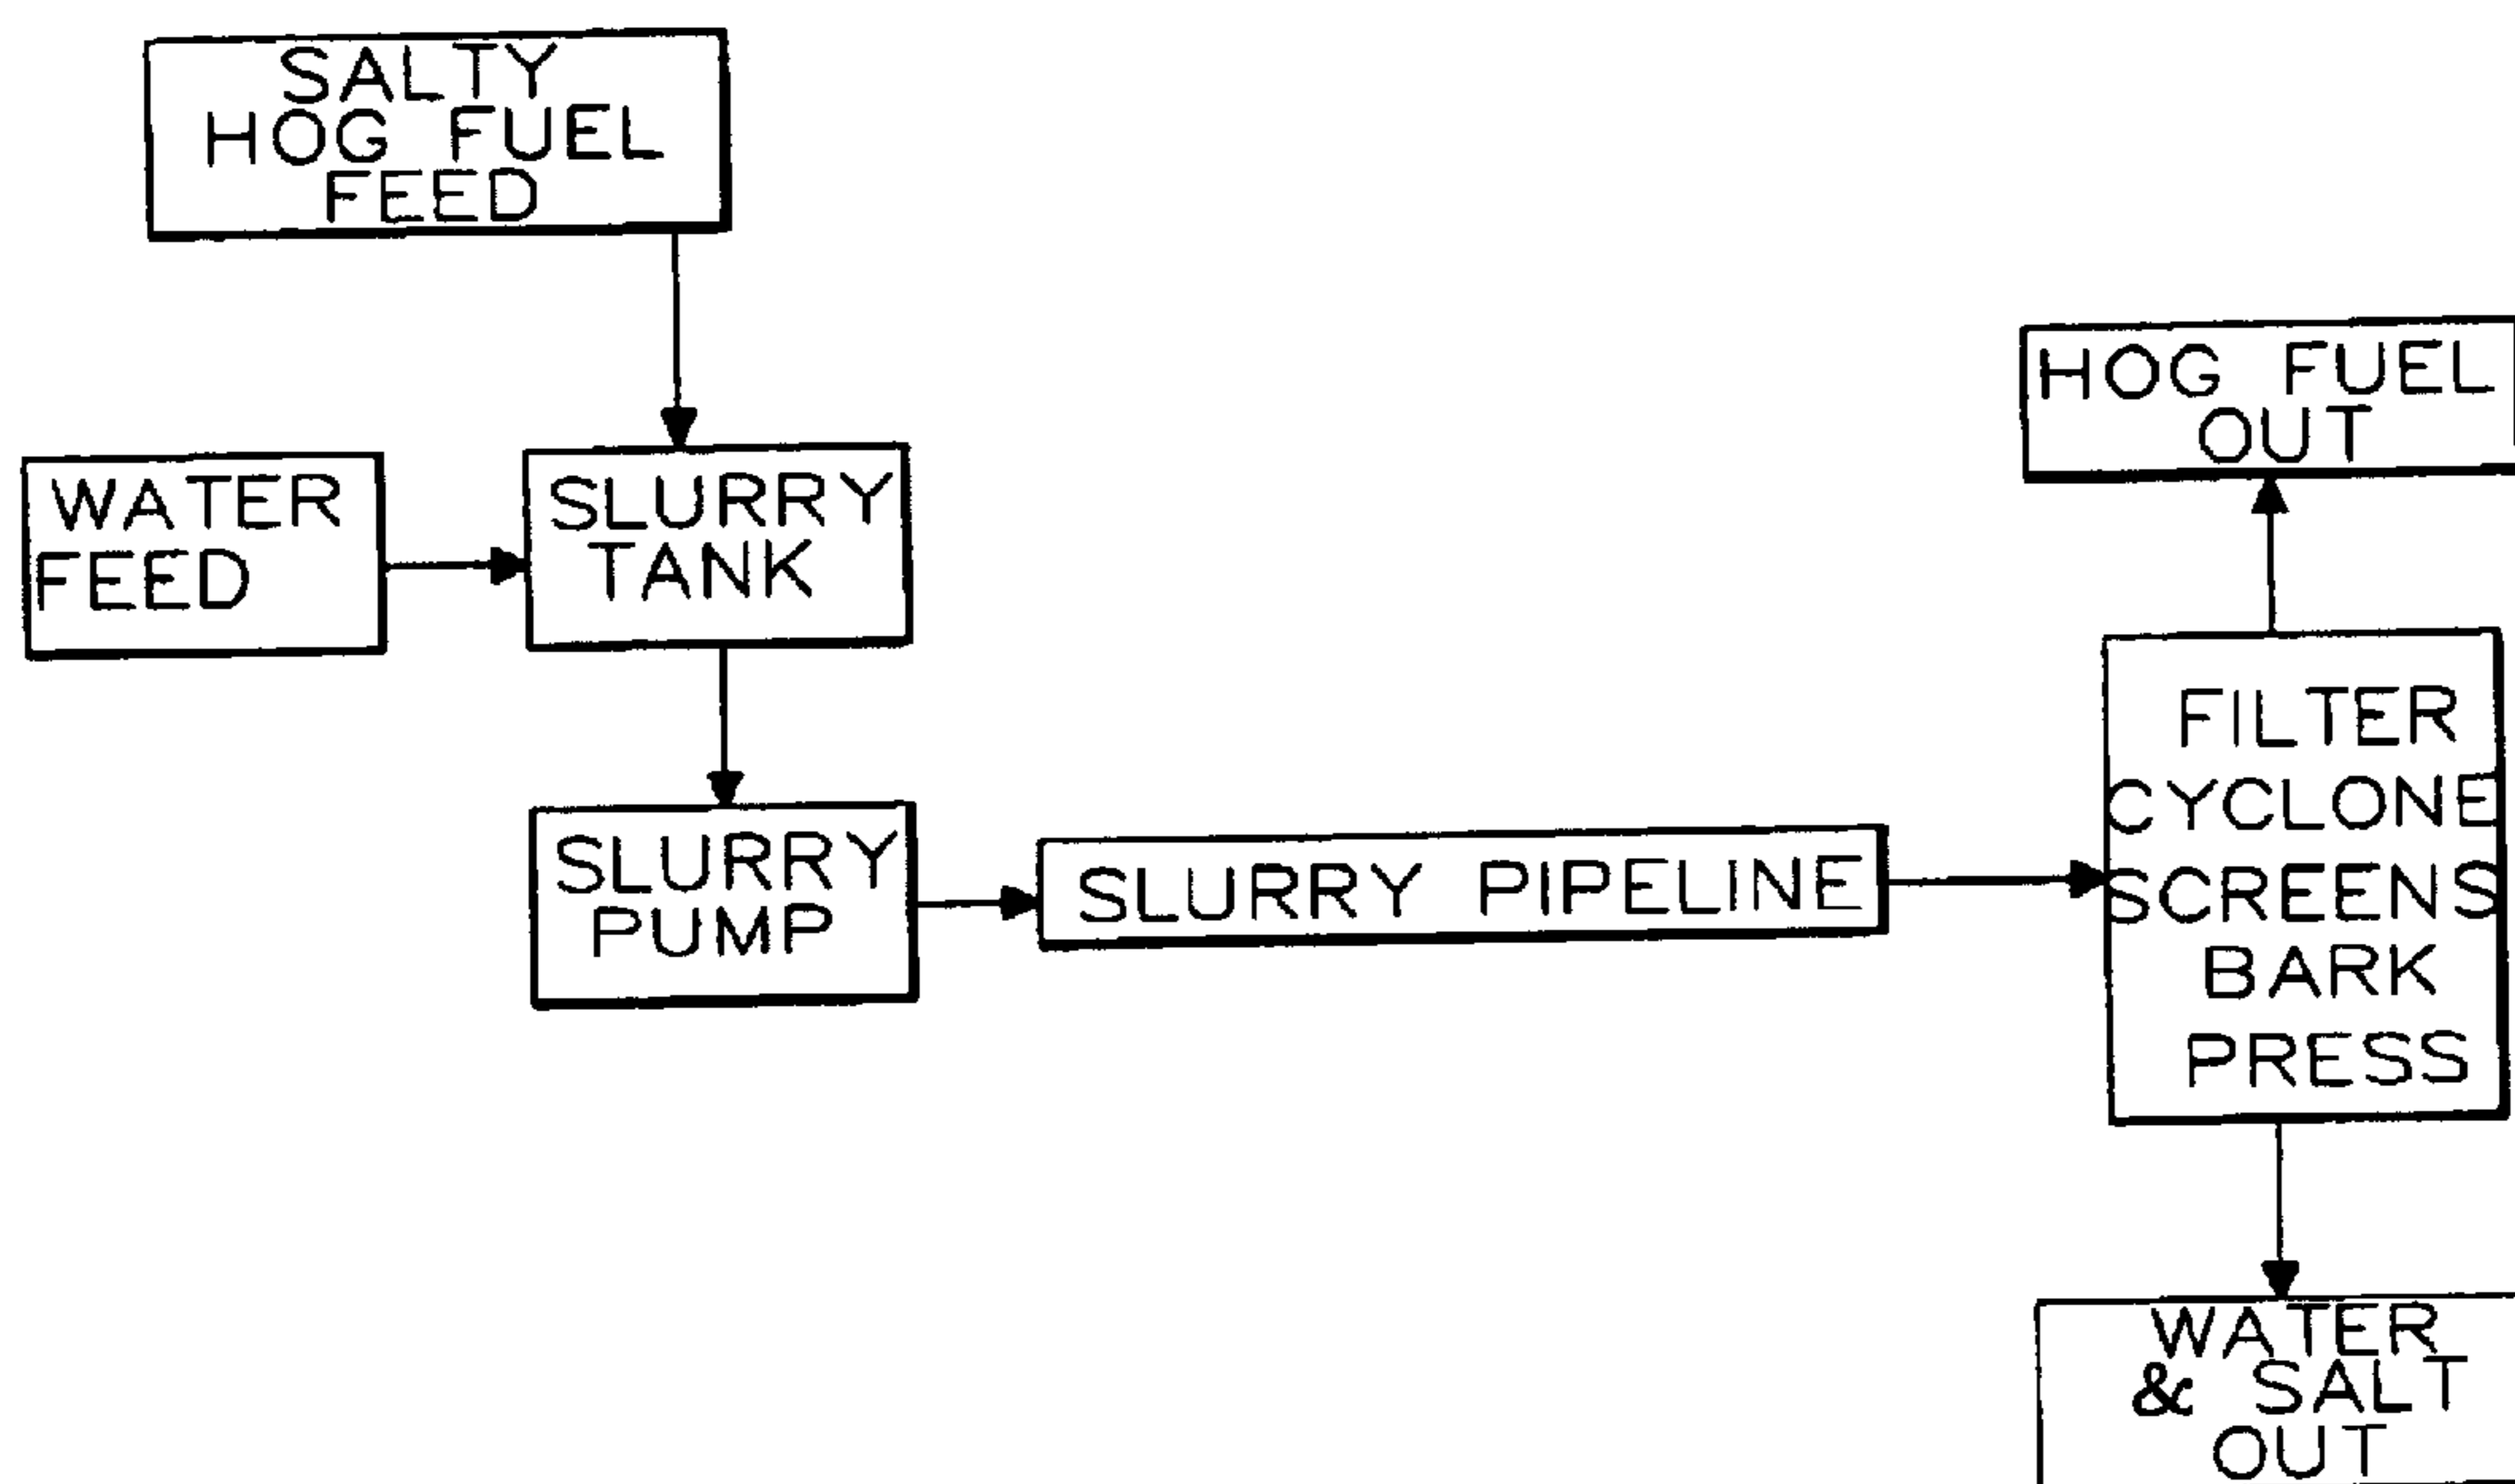 SALTY
HOG FUEL
FEED
WATER
FEED
SLURRY
TANK
SLURRY
PUMP
SLURRY PIPELINE
HOG FUEL
OUT
FILTER
CYCLONE
SCREENS
BARK
PRESS
WATER
& SALT
OUT